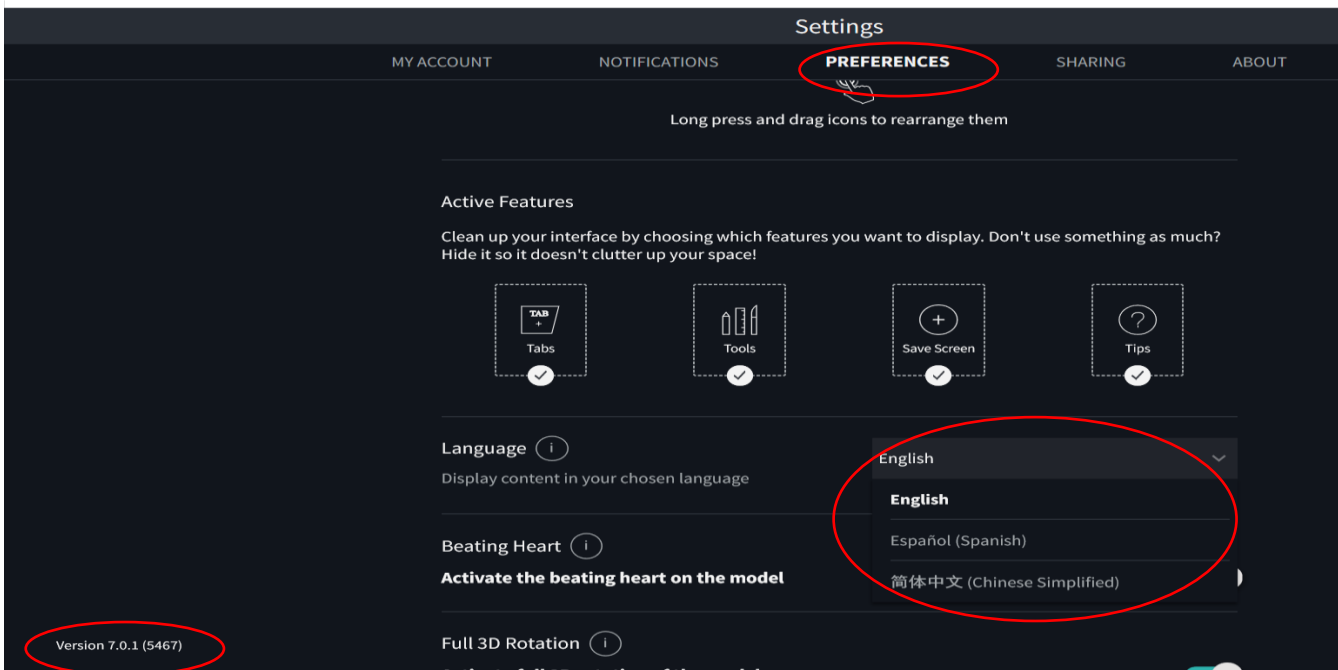 Settings
MY ACCOUNT NOTIFICATIONS PREFERENCES SHARING ABOUT
Long press and drag icons to rearrange them
Active Features
Clean up your interface by choosing which features you want to display. Don't use something as much?
Hide it so it doesn't clutter up your space!
TAB
+
Tabs Tools Save Screen Tips
Language
Display content in your chosen language
English
English
Español (Spanish)
简体中文 (Chinese Simplified)
Beating Heart
Activate the beating heart on the model
Full 3D Rotation
Version 7.0.1 (5467)